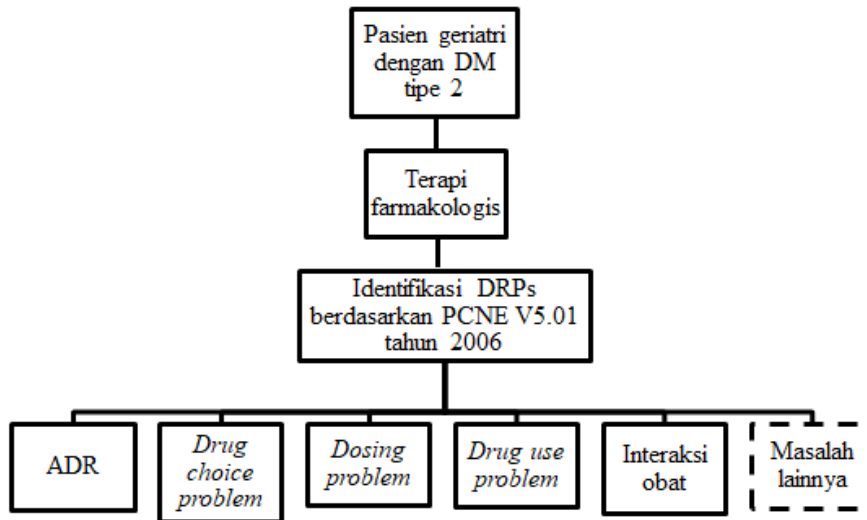 Pasien geriatri
dengan DM
tipe 2
Terapi
farmakologis
Identifikasi DRPs
berdasarkan PCNE V5.01
tahun 2006
ADR
Drug
choice
problem
Dosing
problem
Drug use
problem
Interaksi
obat
Masalah
lainnya